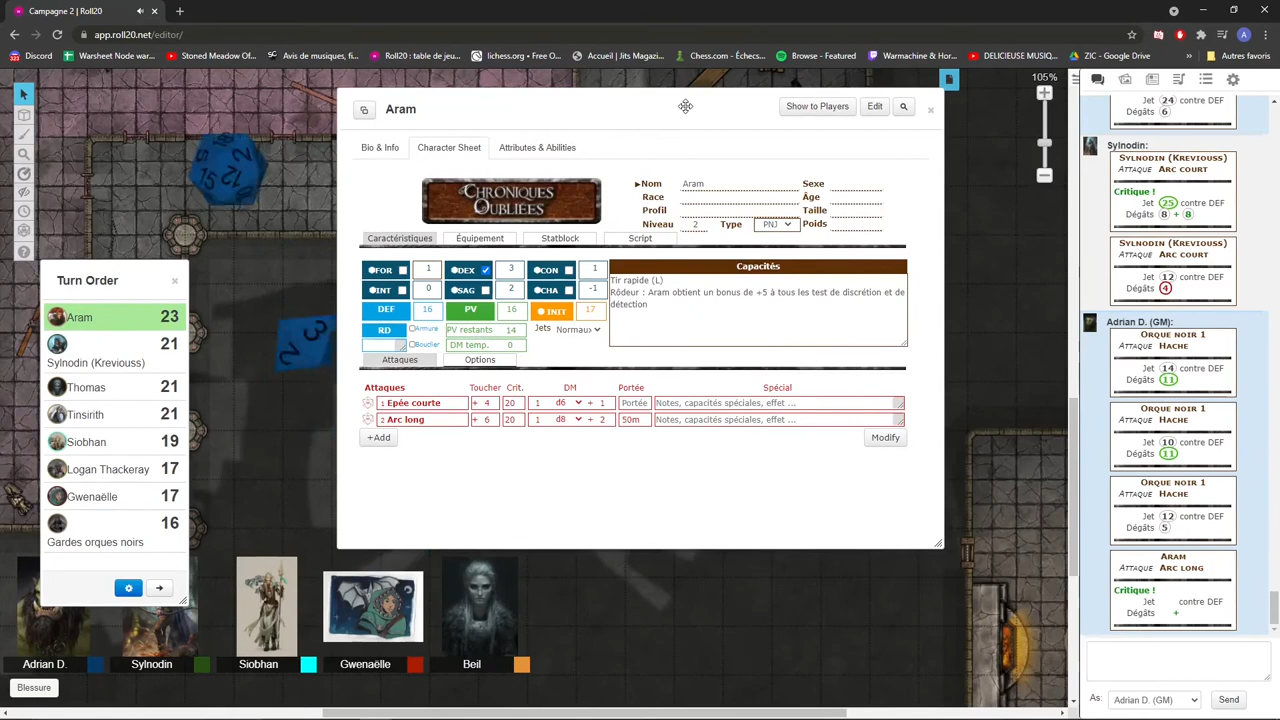 Campagne 2 |
app.roll20.net/editor/
Discord
Warsheet Node war...
Stoned Meadow Of...
Avis de musiques, fi...
Roll20 : table de jeu...
lichess.org • Free O...
Accueil | Jits Magazi...
Chess.com · Échecs...
Spotify
Browse - Featured
Warmachine & Hor...
DELICIEUSE MUSIQ...
ZIC - Google Drive
»
Autres favoris
105%
Aram
Show to Players
Edit
Bio & Info
Character Sheet
Attributes & Abilities
CHRONIQUES
OUBLIÉES
Nom Aram Sexe
Race Âge
Profil Taille
Niveau 2 Type PNJ Poids
Caractéristiques Équipement Statblock Script
FOR 1 DEX 3 CON 1
INT 0 SAG 2 CHA -1
DEF 16 PV 16 INIT 17
RD Armure PV restants 14 Jets Normaux
Bouclier DM temp. 0
Capacités
Tir rapide (L)
Rôdeur : Aram obtient un bonus de +5 à tous les test de discrétion et de
détection
Attaques Options
Attaques Toucher Crit. DM Portée Spécial
1 Epée courte + 4 20 1 d6 + 1 Portée Notes, capacités spéciales, effet ...
2 Arc long + 6 20 1 d8 + 2 50m Notes, capacités spéciales, effet ...
+Add
Modify
Turn Order
Aram 23
21
Sylnodin (Kreviouss)
Thomas 21
Tinsirith 21
Siobhan 19
Logan Thackeray 17
Gwenaëlle 17
16
Gardes orques noirs
Adrian D.
Sylnodin
Siobhan
Gwenaëlle
Beil
Blessure
Jet 24 contre DEF
Dégâts 6
Sylnodin:
Sylnodin (Kreviouss)
Attaque Arc court
Critique !
Jet 25 contre DEF
Dégâts 8 + 8
Sylnodin (Kreviouss)
Attaque Arc court
Jet 12 contre DEF
Dégâts 4
Adrian D. (GM):
Orque noir 1
Attaque Hache
Jet 14 contre DEF
Dégâts 11
Orque noir 1
Attaque Hache
Jet 10 contre DEF
Dégâts 11
Orque noir 1
Attaque Hache
Jet 12 contre DEF
Dégâts 5
Aram
Attaque Arc long
Critique !
Jet contre DEF
Dégâts +
As: Adrian D. (GM)
Send